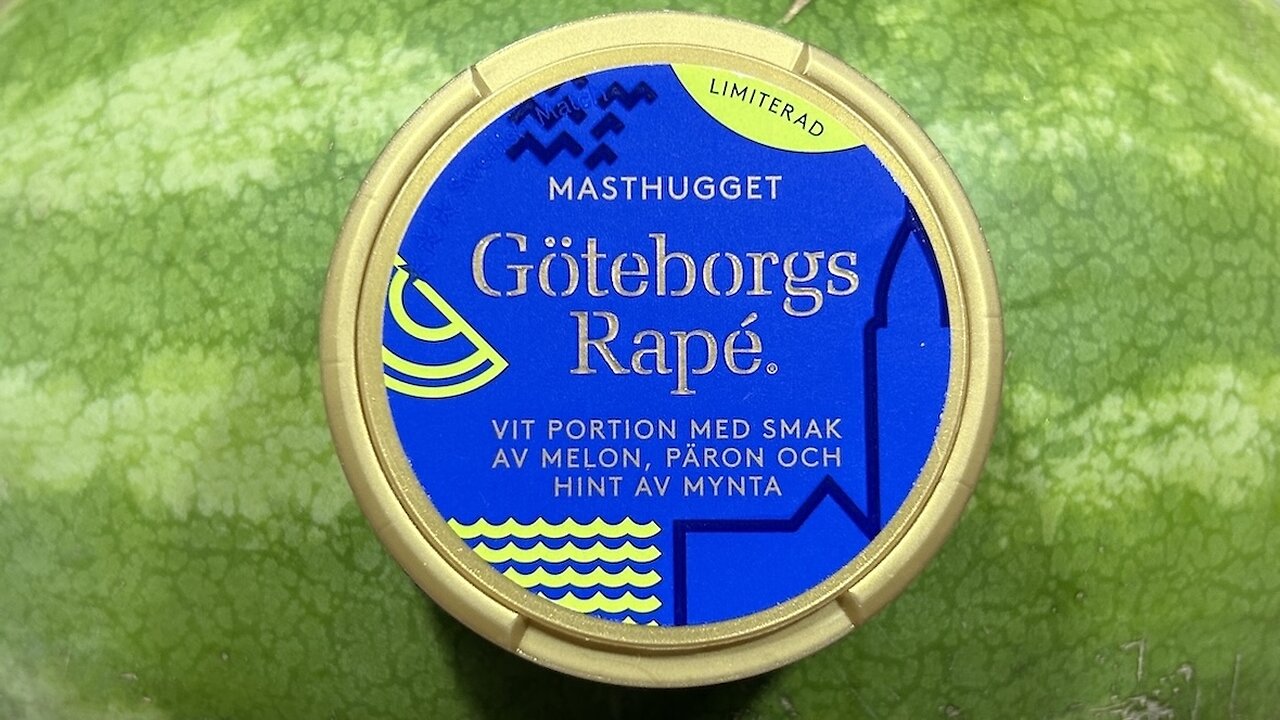 LIMITERAD
MASTHUGGET
Göteborgs
Rapé.®
VIT PORTION MED SMAK
AV MELON, PÄRON OCH
HINT AV MYNTA